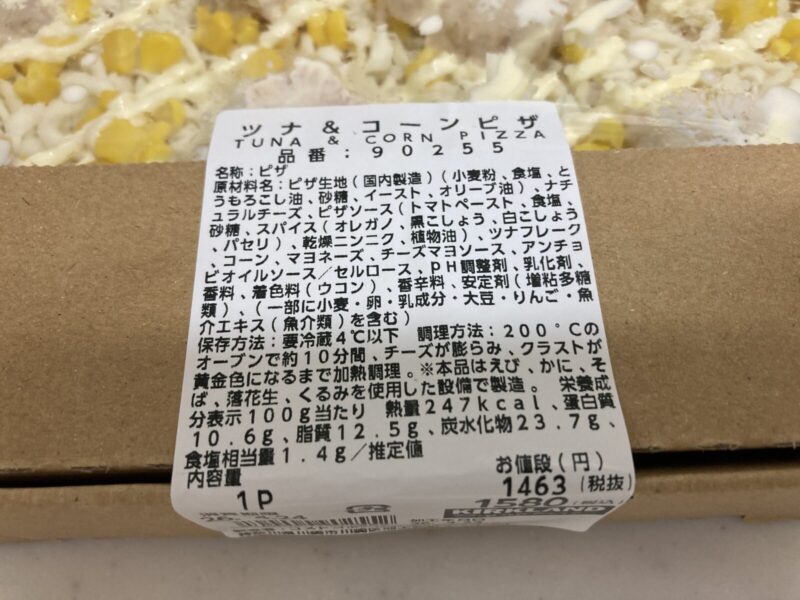 ツナ＆コーンピザ
TUNA & CORN PIZZA
品番：90255
名称：ピザ
原材料名：ピザ生地（国内製造）（小麦粉、食塩、と
うもろこし油、砂糖、イースト、オリーブ油）、ナチ
ュラルチーズ、ピザソース（トマトペースト、食塩、
砂糖、スパイス（オレガノ、黒こしょう、白こしょう
、パセリ）、乾燥ニンニク、植物油）、ツナフレーク
、コーン、マヨネーズ、チーズマヨソース、アンチョ
ビオイルソース／セルロース、pH調整剤、乳化剤、
香料、着色料（ウコン）、香辛料、安定剤（増粘多糖
類）、（一部に小麦・卵・乳成分・大豆・りんご・魚
介エキス（魚介類）を含む）
保存方法：要冷蔵4℃以下　調理方法：200°Cの
オーブンで約10分間、チーズが膨らみ、クラストが
黄金色になるまで加熱調理。※本品はえび、かに、そ
ば、落花生、くるみを使用した設備で製造。　栄養成
分表示100g当たり　熱量247kcal、蛋白質
10.6g、脂質12.5g、炭水化物23.7g、
食塩相当量1.4g／推定値
内容量
お値段（円）
1P
1463（税抜）
1580（税込）
消費期限
KIRKLAND